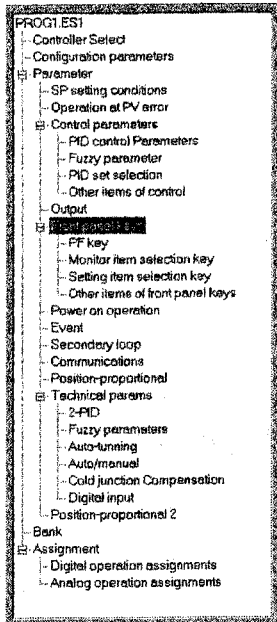 PROG1.ES1
Controller Select
Configuration parameters
Parameter
SP setting conditions
Operation at PV error
Control parameters
PID control Parameters
Fuzzy parameter
PID set selection
Other items of control
Output
PF key
Monitor item selection key
Setting item selection key
Other items of front panel keys
Power on operation
Event
Secondary loop
Communications
Position-proportional
Technical params
2-PID
Fuzzy parameters
Auto-tunning
Auto/manual
Cold junction Compensation
Digital input
Position-proportional 2
Bank
Assignment
Digital operation assignments
Analog operation assignments